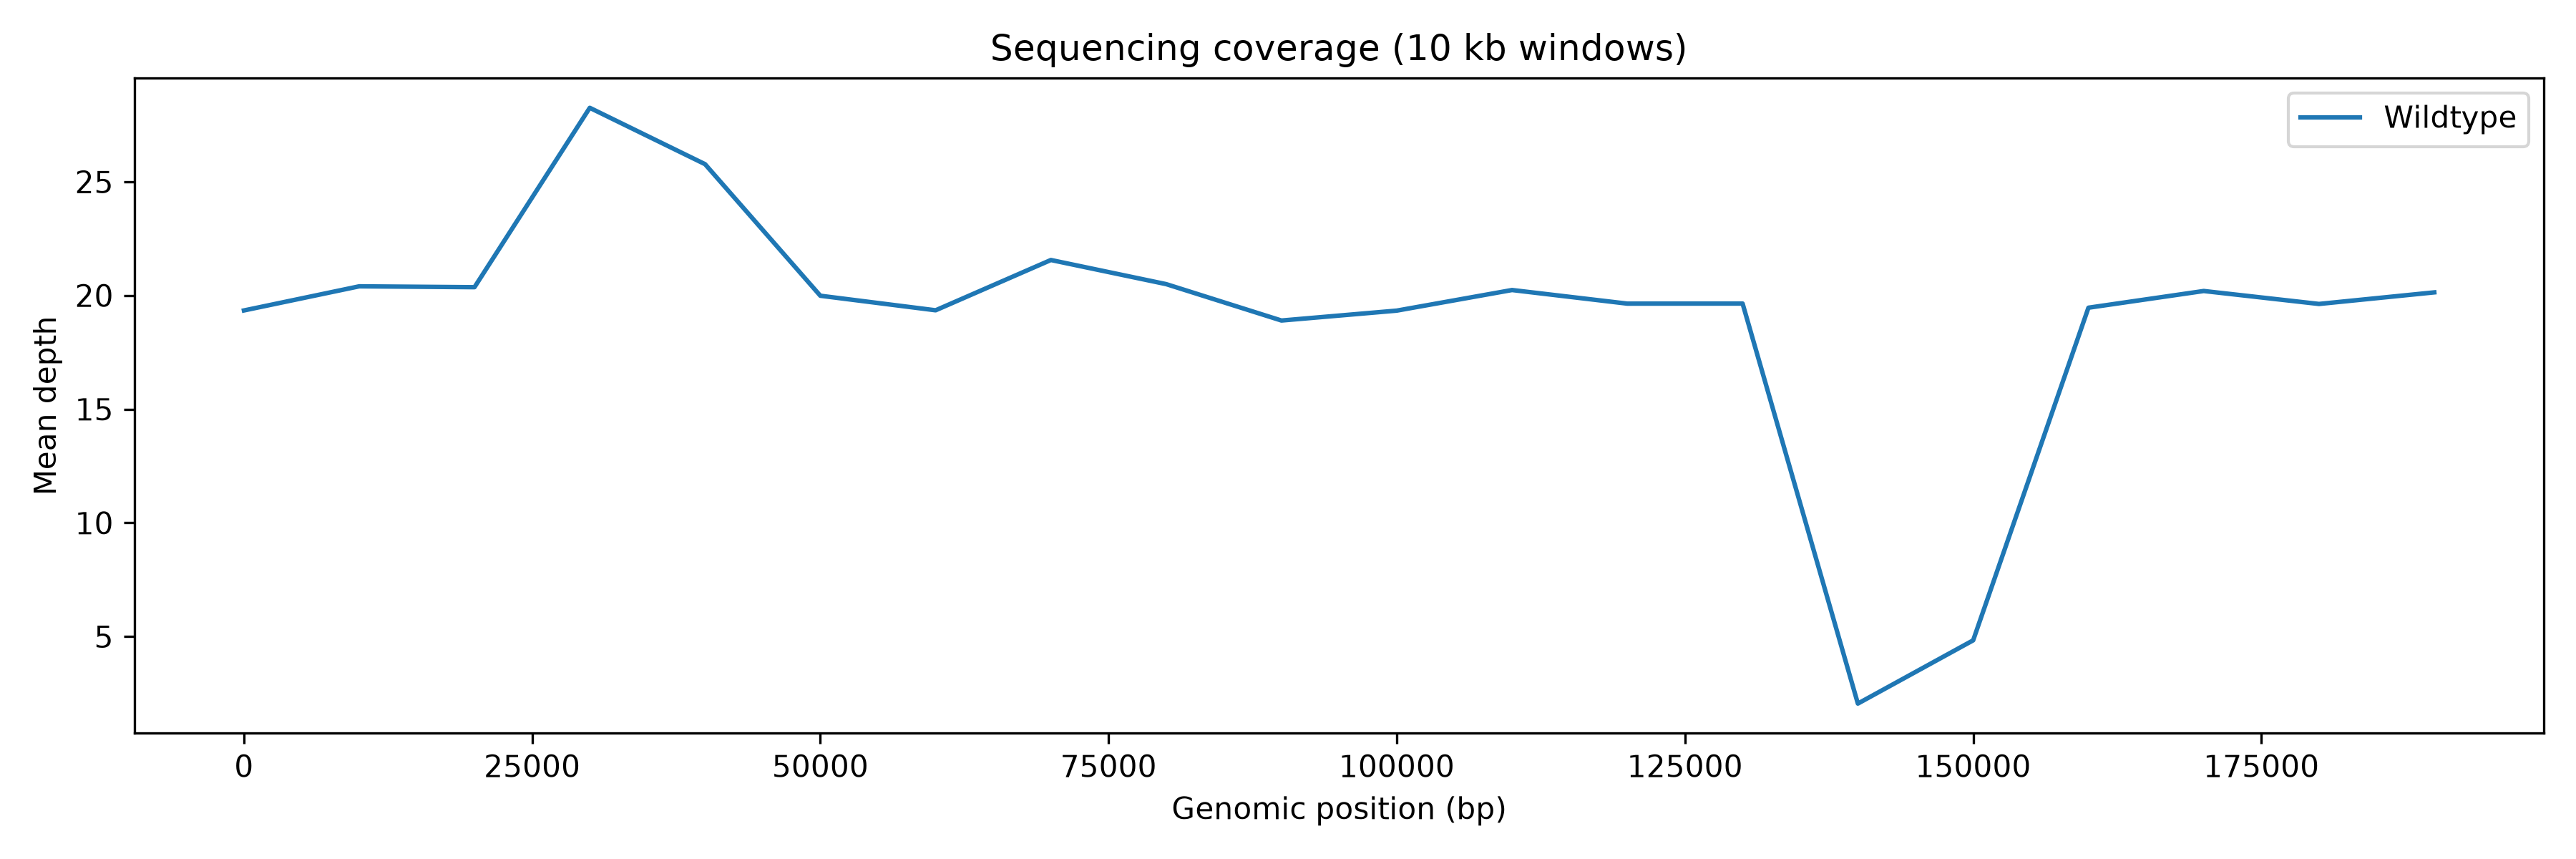 Sequencing coverage (10 kb windows)
Wildtype
Mean depth
25
20
15
10
5
0 25000 50000 75000 100000 125000 150000 175000
Genomic position (bp)